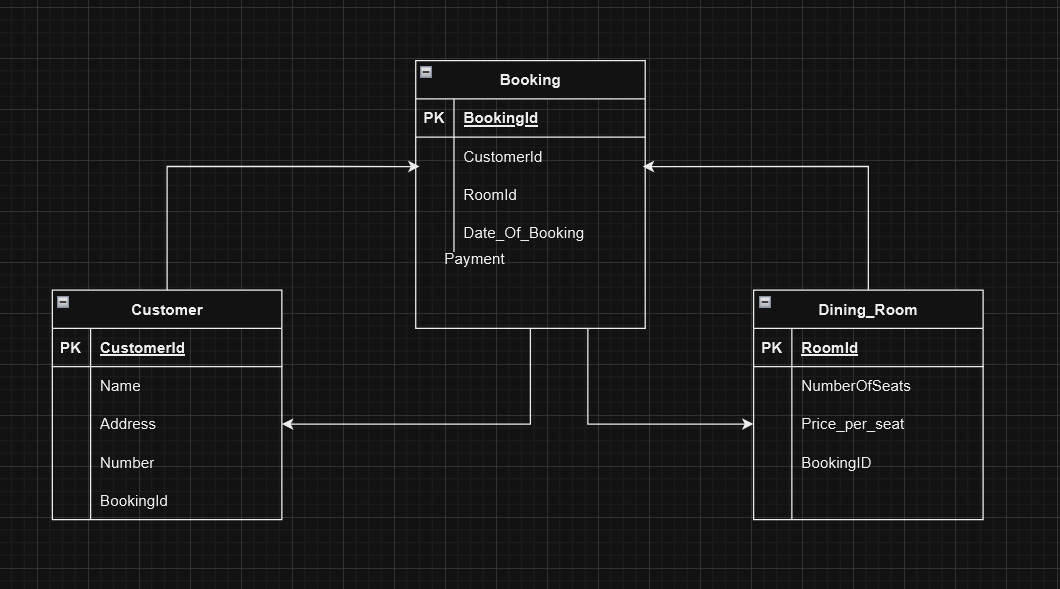 Booking
PK BookingId
CustomerId
RoomId
Date_Of_Booking
Payment
Customer
PK CustomerId
Name
Address
Number
BookingId
Dining_Room
PK RoomId
NumberOfSeats
Price_per_seat
BookingID